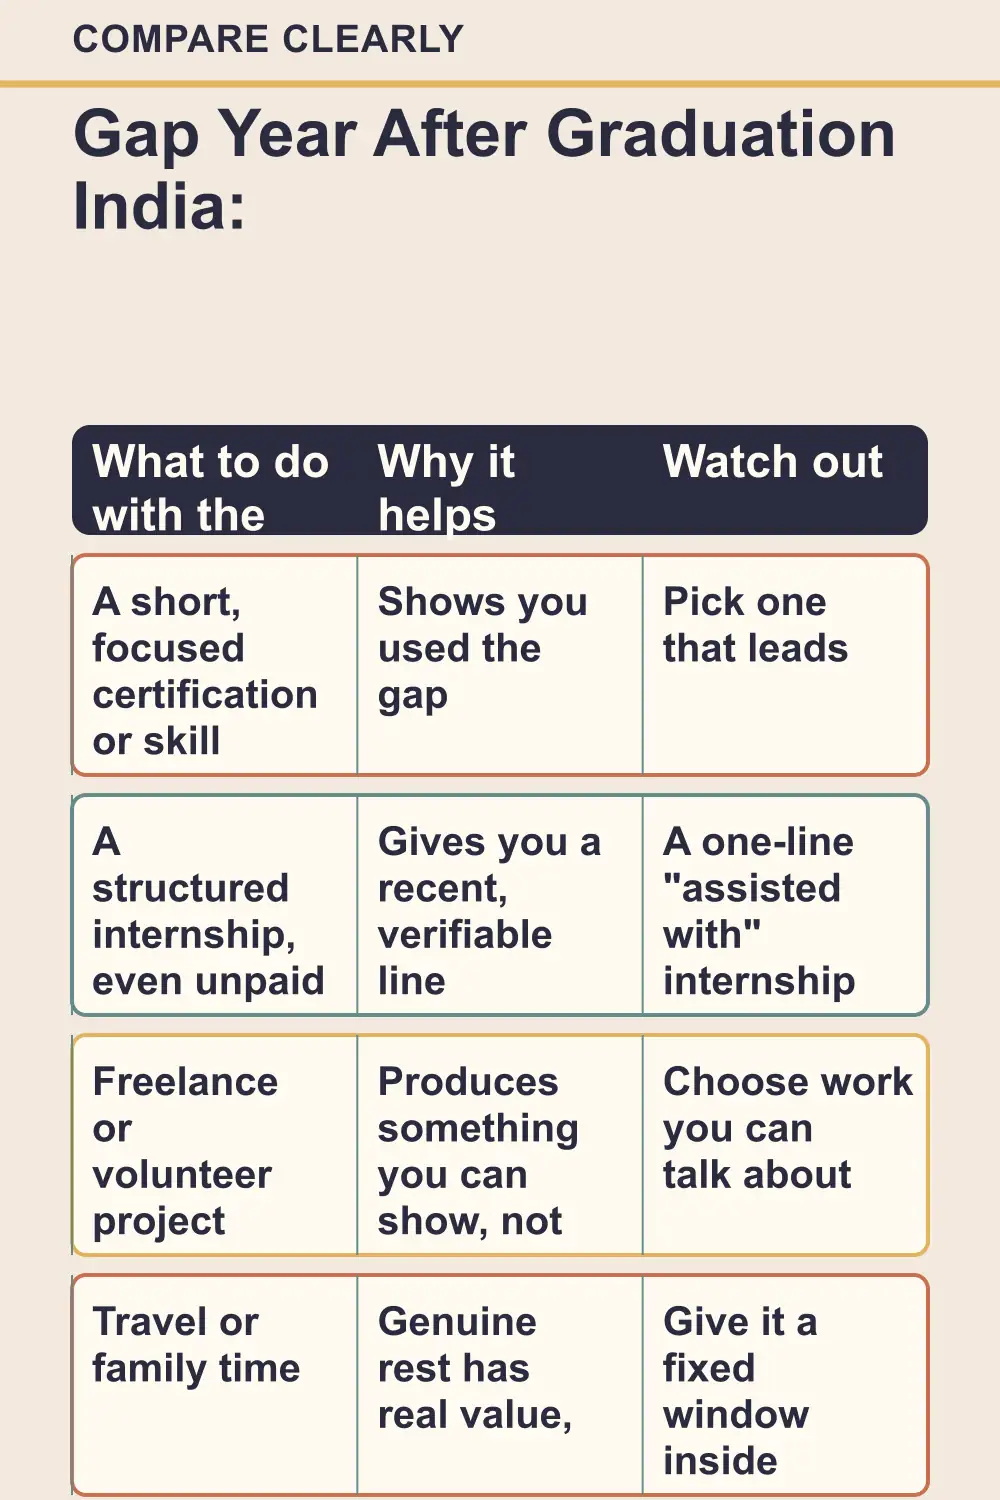 COMPARE CLEARLY
Gap Year After Graduation
India:
What to do
with the
Why it
helps
Watch out
A short,
focused
certification
or skill
Shows you
used the
gap
Pick one
that leads
A
structured
internship,
even unpaid
Gives you a
recent,
verifiable
line
A one-line
"assisted
with"
internship
Freelance
or
volunteer
project
Produces
something
you can
show, not
Choose work
you can
talk about
Travel or
family time
Genuine
rest has
real value,
Give it a
fixed
window
inside